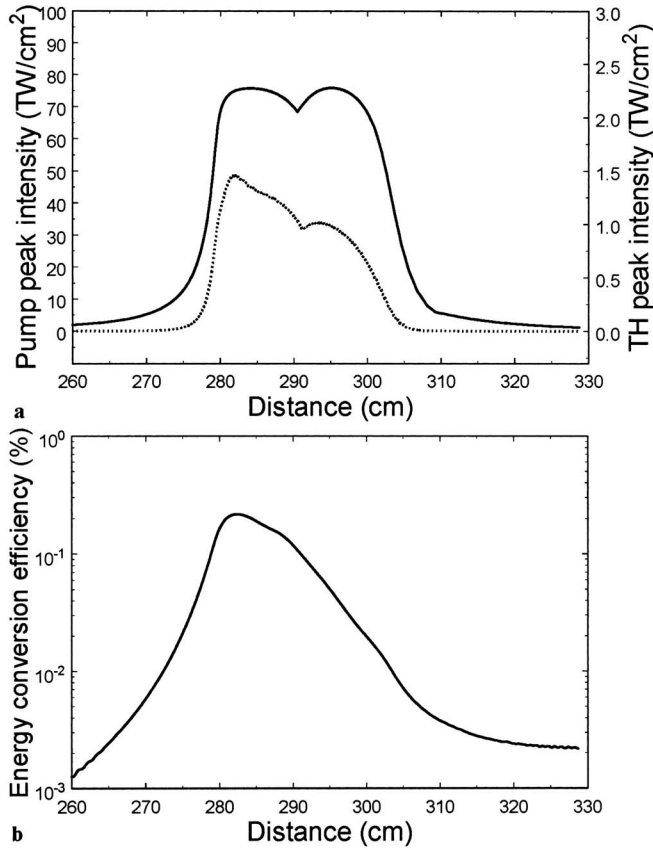 Pump peak intensity (TW/cm²)
100
90
80
70
60
50
40
30
20
10
0
TH peak intensity (TW/cm²)
3.0
2.5
2.0
1.5
1.0
0.5
0.0
260 270 280 290 300 310 320 330
Distance (cm)
a
Energy conversion efficiency (%)
10⁰
10⁻¹
10⁻²
10⁻³
260 270 280 290 300 310 320 330
Distance (cm)
b